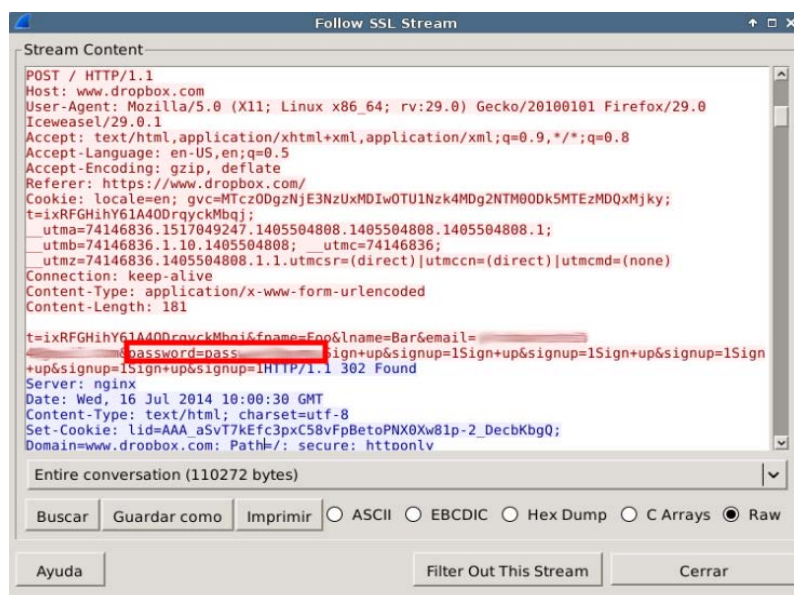 Follow SSL Stream
Stream Content
POST / HTTP/1.1
Host: www.dropbox.com
User-Agent: Mozilla/5.0 (X11; Linux x86_64; rv:29.0) Gecko/20100101 Firefox/29.0
Iceweasel/29.0.1
Accept: text/html,application/xhtml+xml,application/xml;q=0.9,*/*;q=0.8
Accept-Language: en-US,en;q=0.5
Accept-Encoding: gzip, deflate
Referer: https://www.dropbox.com/
Cookie: locale=en; gvc=MTczODgzNjE3NzUxMDIwOTU1Nzk4MDg2NTM0ODk5MTEzMDQxMjky;
t=ixRFGHihY61A4ODrqyckMbqj;
__utma=74146836.1517049247.1405504808.1405504808.1405504808.1;
__utmb=74146836.1.10.1405504808; __utmc=74146836;
__utmz=74146836.1405504808.1.1.utmcsr=(direct)|utmccn=(direct)|utmcmd=(none)
Connection: keep-alive
Content-Type: application/x-www-form-urlencoded
Content-Length: 181
t=ixRFGHihY61A4ODrqyckMbqj&fname=Foo&lname=Bar&email=
&password=pass Sign+up&signup=1Sign+up&signup=1Sign+up&signup=1Sign
+up&signup=1Sign+up&signup=1HTTP/1.1 302 Found
Server: nginx
Date: Wed, 16 Jul 2014 10:00:30 GMT
Content-Type: text/html; charset=utf-8
Set-Cookie: lid=AAA_aSvT7kEfc3pxC58vFpBetoPNX0Xw81p-2_DecbKbgQ;
Domain=www.dropbox.com; Path=/; secure; httponly
Entire conversation (110272 bytes)
Buscar Guardar como Imprimir ASCII EBCDIC Hex Dump C Arrays Raw
Ayuda Filter Out This Stream Cerrar